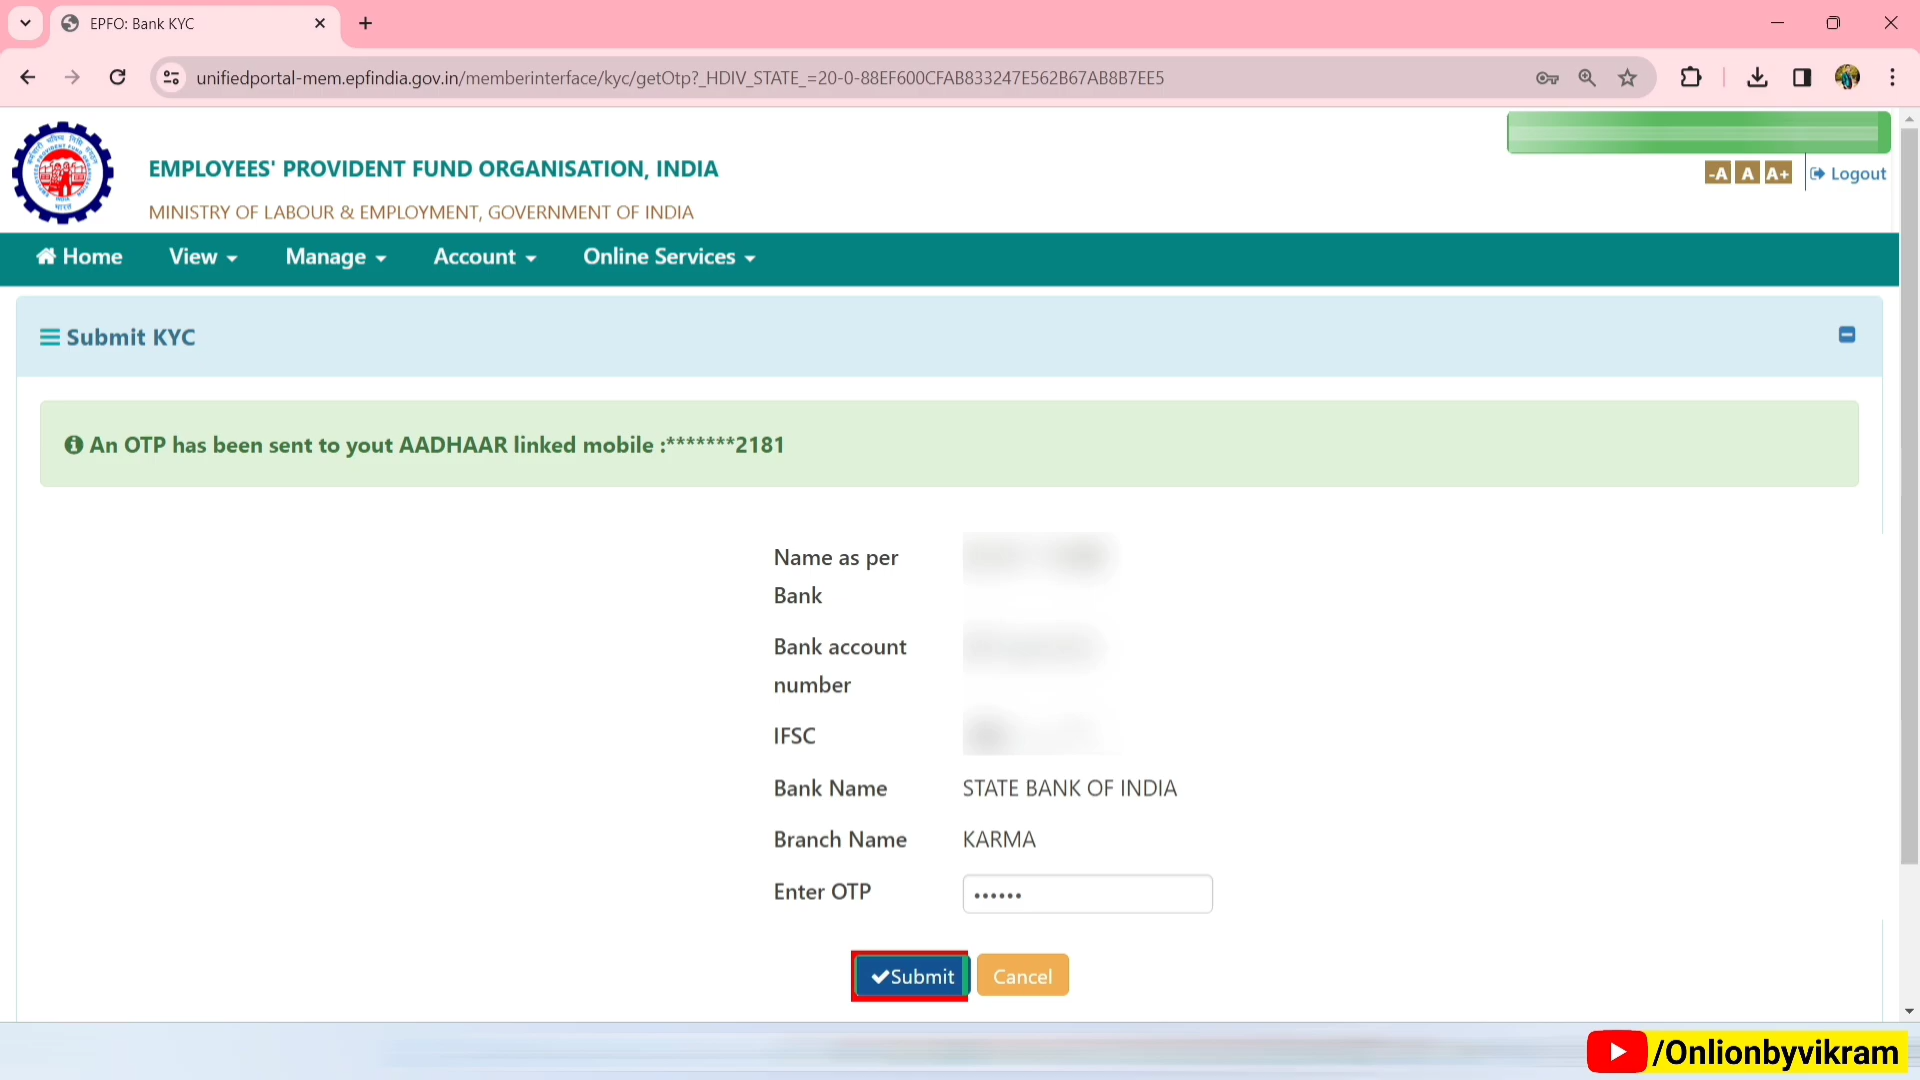 EPFO: Bank KYC
unifiedportal-mem.epfindia.gov.in/memberinterface/kyc/getOtp?_HDIV_STATE_=20-0-88EF600CFAB833247E562B67AB8B7EE5
EMPLOYEES' PROVIDENT FUND ORGANISATION, INDIA
-A A A+ Logout
MINISTRY OF LABOUR & EMPLOYMENT, GOVERNMENT OF INDIA
Home View Manage Account Online Services
Submit KYC
An OTP has been sent to yout AADHAAR linked mobile :*******2181
Name as per
Bank
Bank account
number
IFSC
Bank Name STATE BANK OF INDIA
Branch Name KARMA
Enter OTP ••••••
Submit Cancel
/Onlionbyvikram